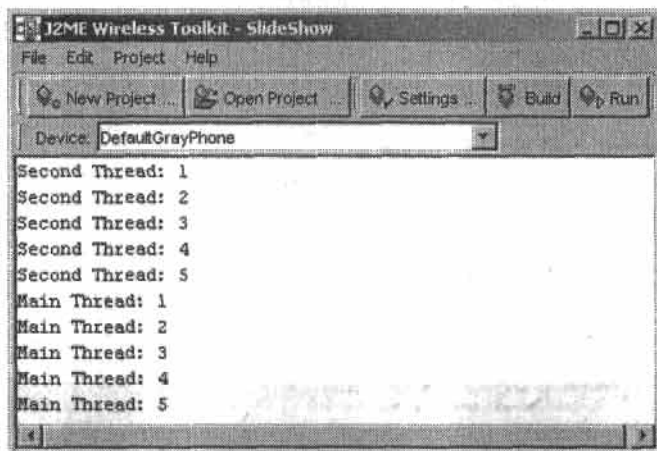 J2ME Wireless Toolkit - SlideShow
File Edit Project Help
New Project ... Open Project ... Settings ... Build Run
Device: DefaultGrayPhone
Second Thread: 1
Second Thread: 2
Second Thread: 3
Second Thread: 4
Second Thread: 5
Main Thread: 1
Main Thread: 2
Main Thread: 3
Main Thread: 4
Main Thread: 5